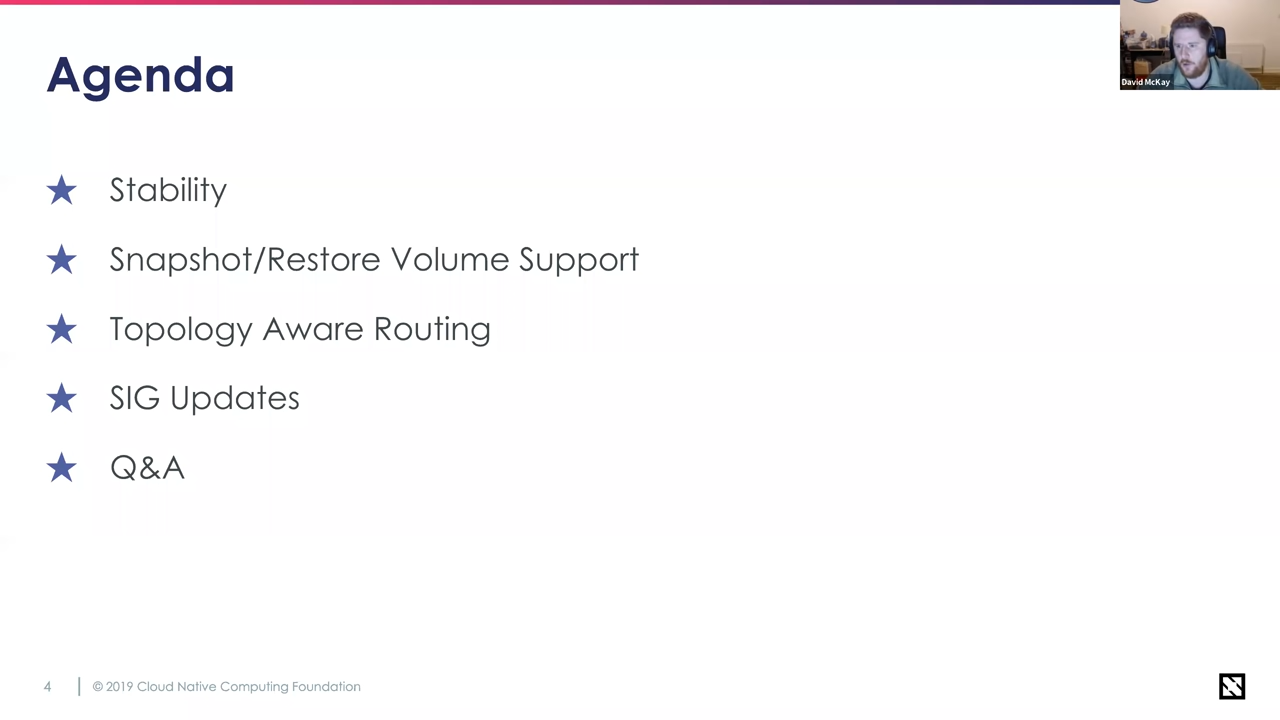 Agenda
David McKay
★ Stability
★ Snapshot/Restore Volume Support
★ Topology Aware Routing
★ SIG Updates
★ Q&A
4
© 2019 Cloud Native Computing Foundation